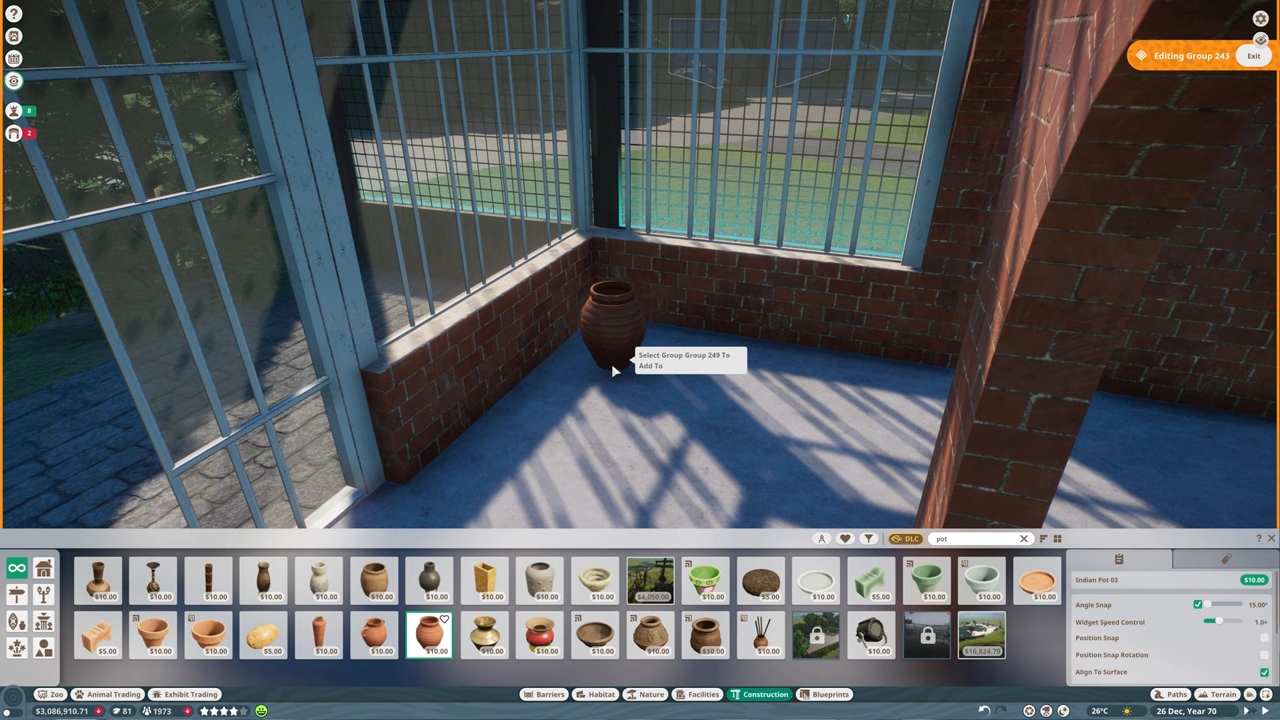 ?
Editing Group 243
Exit
8
2
Select Group Group 249 To
Add To
DLC
pot
?
$10.00 $10.00 $10.00 $10.00 $10.00 $10.00 $10.00 $10.00 $10.00 $10.00 $4,050.00 $10.00 $5.00 $10.00 $5.00 $10.00 $10.00 $10.00
$5.00 $10.00 $10.00 $5.00 $10.00 $10.00 $10.00 $10.00 $10.00 $10.00 $10.00 $10.00 $10.00 $10.00 $16,824.79
Indian Pot 03 $10.00
Angle Snap 15.00°
Widget Speed Control 1.0×
Position Snap
Position Snap Rotation
Align To Surface
Zoo Animal Trading Exhibit Trading Barriers Habitat Nature Facilities Construction Blueprints Paths Terrain
$3,086,910.71 81 1973 26°C 26 Dec, Year 70